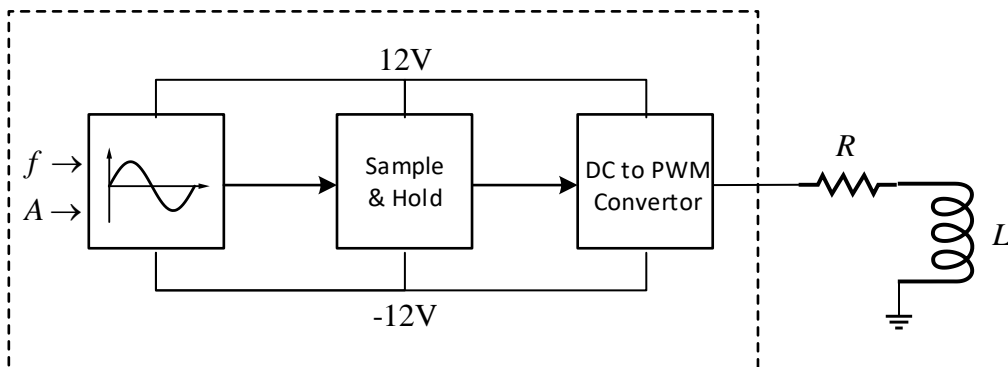 12V
f →
A →
Sample
& Hold
DC to PWM
Convertor
R
L
-12V